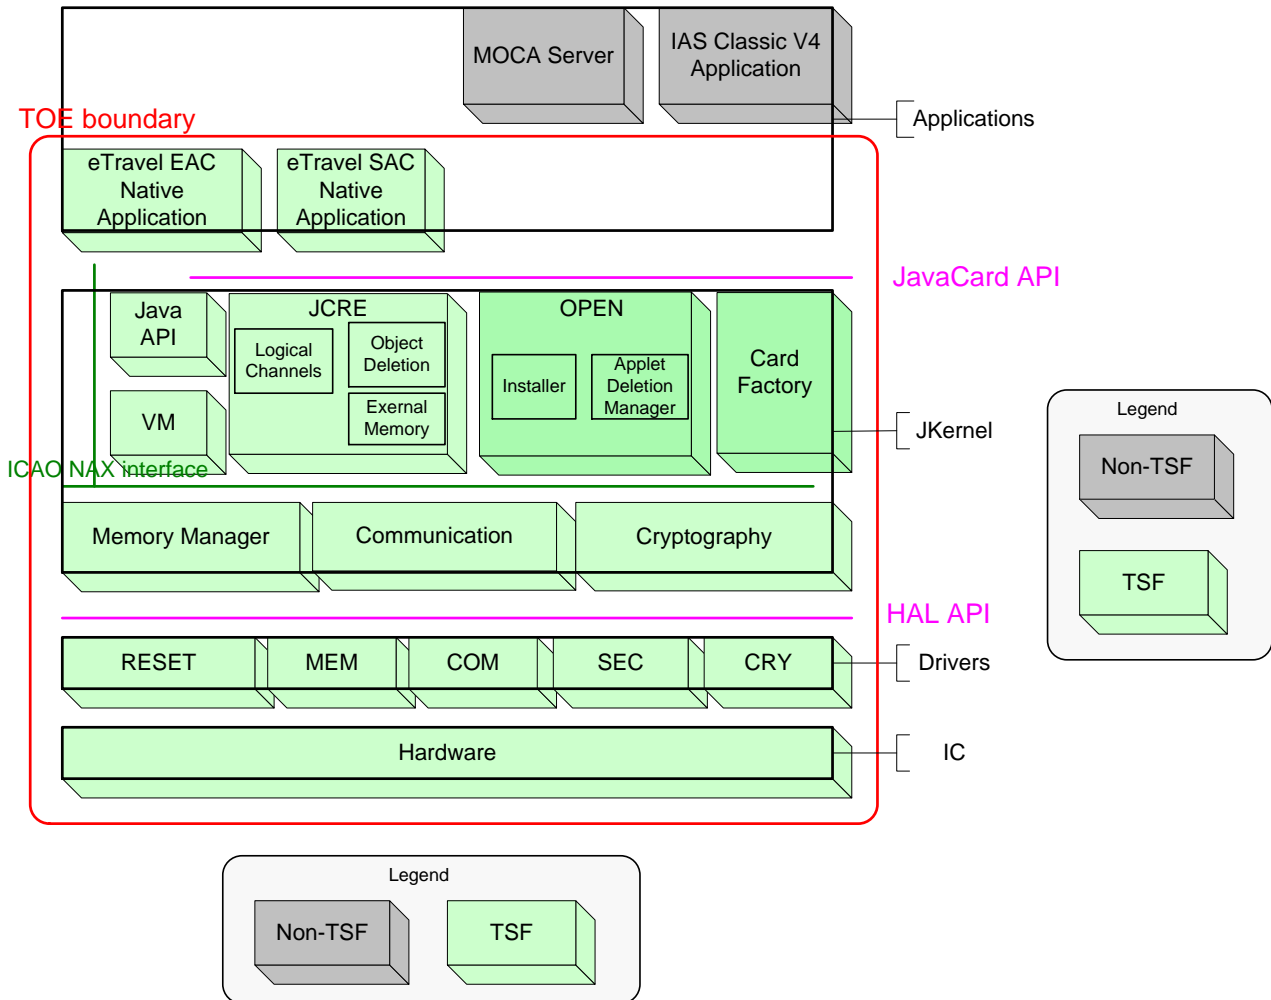 MOCA Server
IAS Classic V4
Application
Applications
TOE boundary
eTravel EAC
Native
Application
eTravel SAC
Native
Application
JavaCard API
Java
API
JCRE
Logical
Channels
Object
Deletion
Exernal
Memory
VM
OPEN
Installer
Applet
Deletion
Manager
Card
Factory
JKernel
ICAO NAX interface
Memory Manager
Communication
Cryptography
HAL API
RESET
MEM
COM
SEC
CRY
Drivers
Hardware
IC
Legend
Non-TSF
TSF
Legend
Non-TSF
TSF